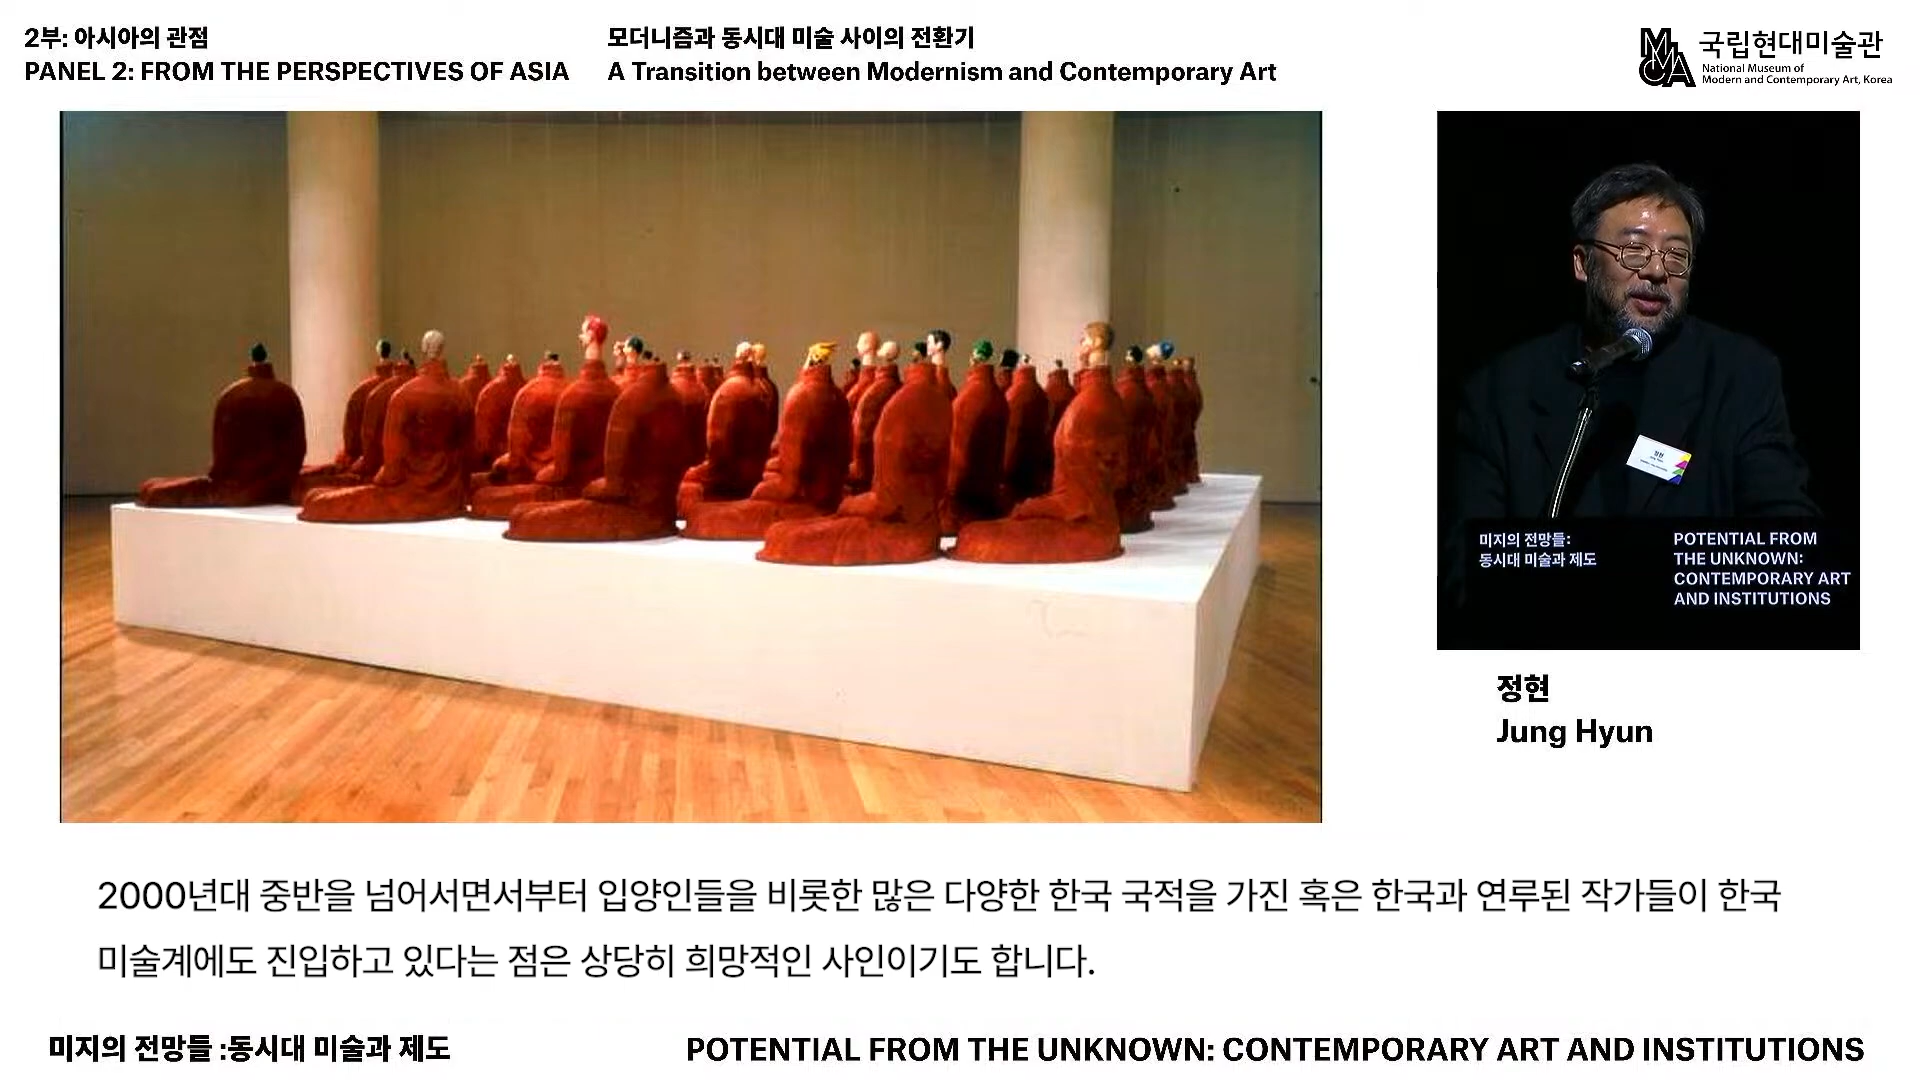 2부: 아시아의 관점
PANEL 2: FROM THE PERSPECTIVES OF ASIA
모더니즘과 동시대 미술 사이의 전환기
A Transition between Modernism and Contemporary Art
MMCA
국립현대미술관
National Museum of
Modern and Contemporary Art, Korea
정현
미지의 전망들:
동시대 미술과 제도
POTENTIAL FROM
THE UNKNOWN:
CONTEMPORARY ART
AND INSTITUTIONS
정현
Jung Hyun
2000년대 중반을 넘어서면서부터 입양인들을 비롯한 많은 다양한 한국 국적을 가진 혹은 한국과 연루된 작가들이 한국
미술계에도 진입하고 있다는 점은 상당히 희망적인 사인이기도 합니다.
미지의 전망들 :동시대 미술과 제도
POTENTIAL FROM THE UNKNOWN: CONTEMPORARY ART AND INSTITUTIONS